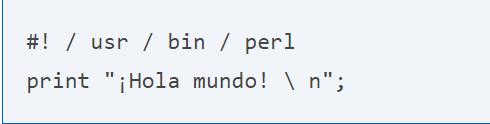 #! / usr / bin / perl
print "¡Hola mundo! \ n";